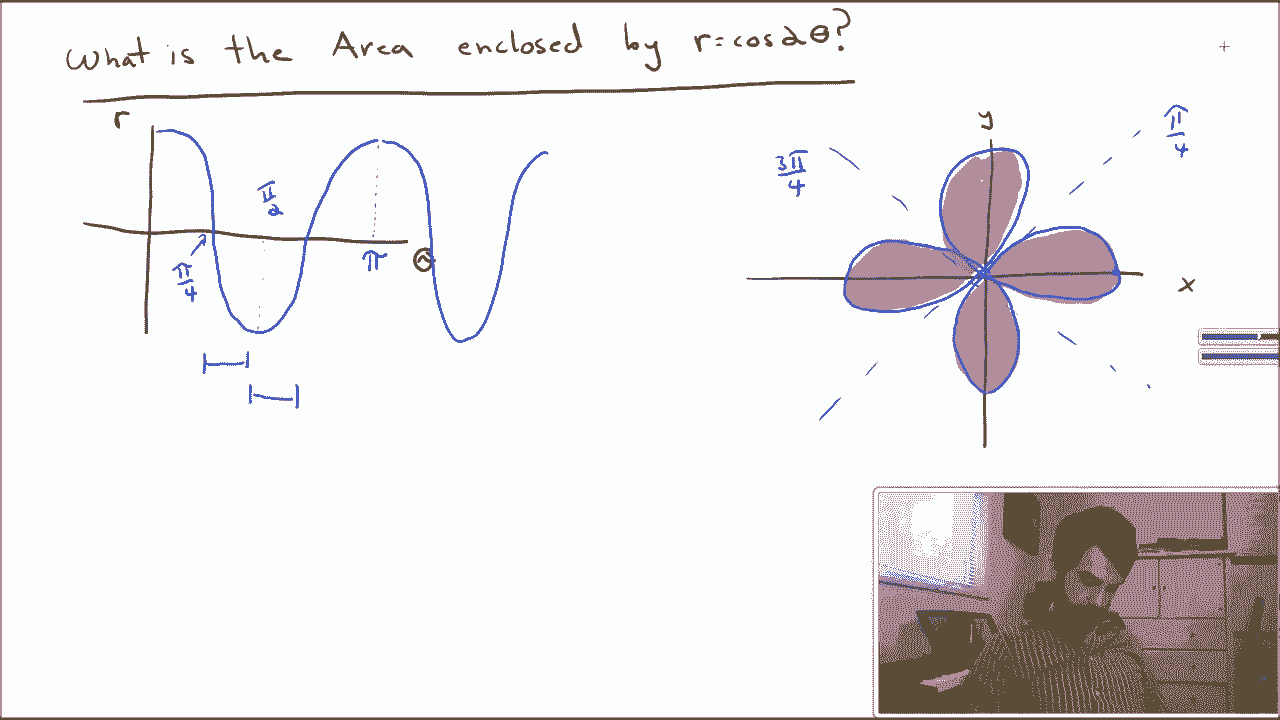 What is the Area enclosed by r=cos2θ?
r
π/2
π/4
π
θ
y
π/4
3π/4
x